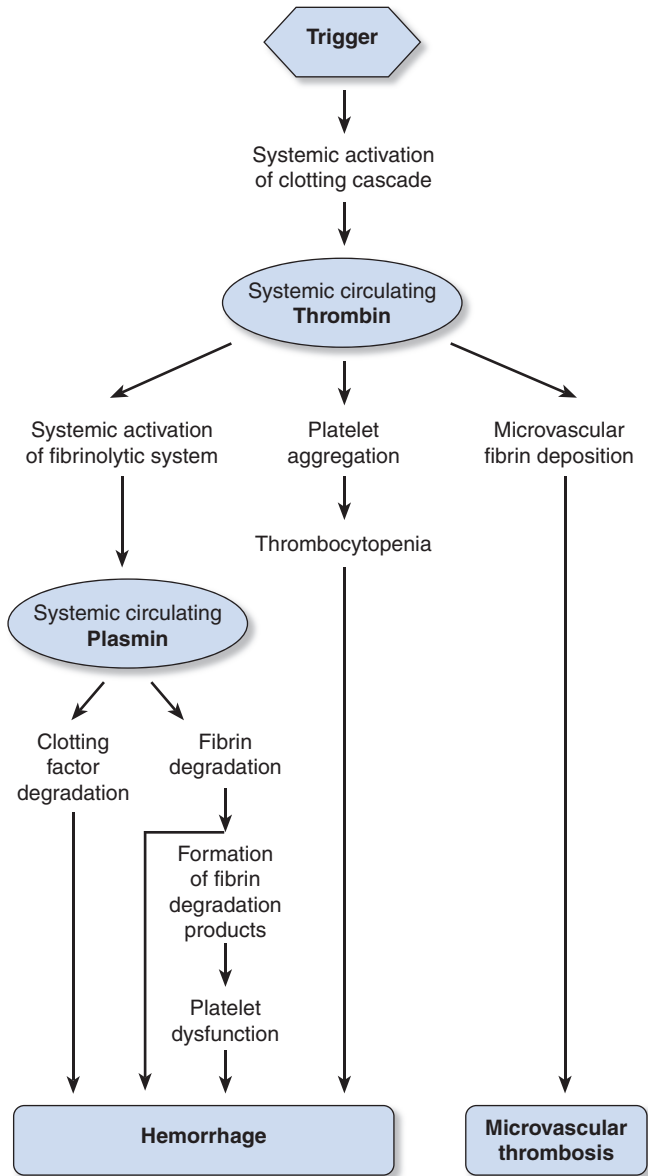 Trigger
Systemic activation
of clotting cascade
Systemic circulating
Thrombin
Systemic activation
of fibrinolytic system
Platelet
aggregation
Microvascular
fibrin deposition
Thrombocytopenia
Systemic circulating
Plasmin
Clotting
factor
degradation
Fibrin
degradation
Formation
of fibrin
degradation
products
Platelet
dysfunction
Hemorrhage
Microvascular
thrombosis